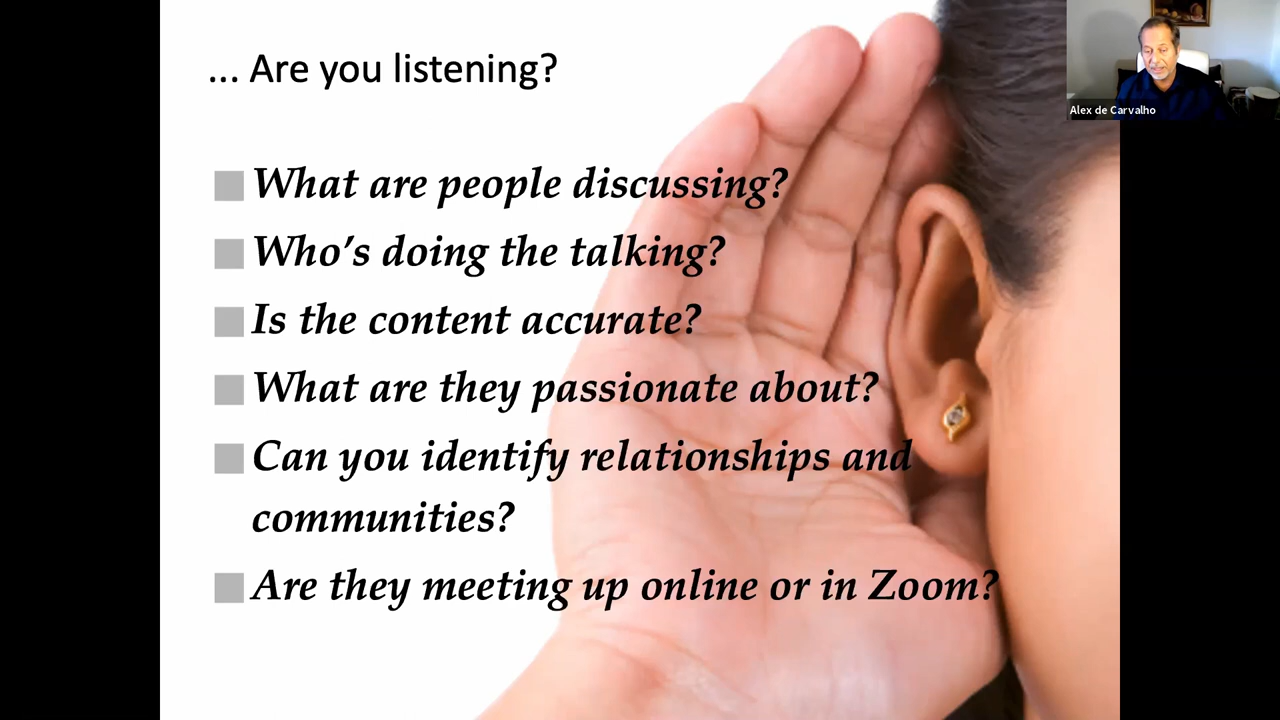 ... Are you listening?
Alex de Carvalho
What are people discussing?
Who’s doing the talking?
Is the content accurate?
What are they passionate about?
Can you identify relationships and
communities?
Are they meeting up online or in Zoom?